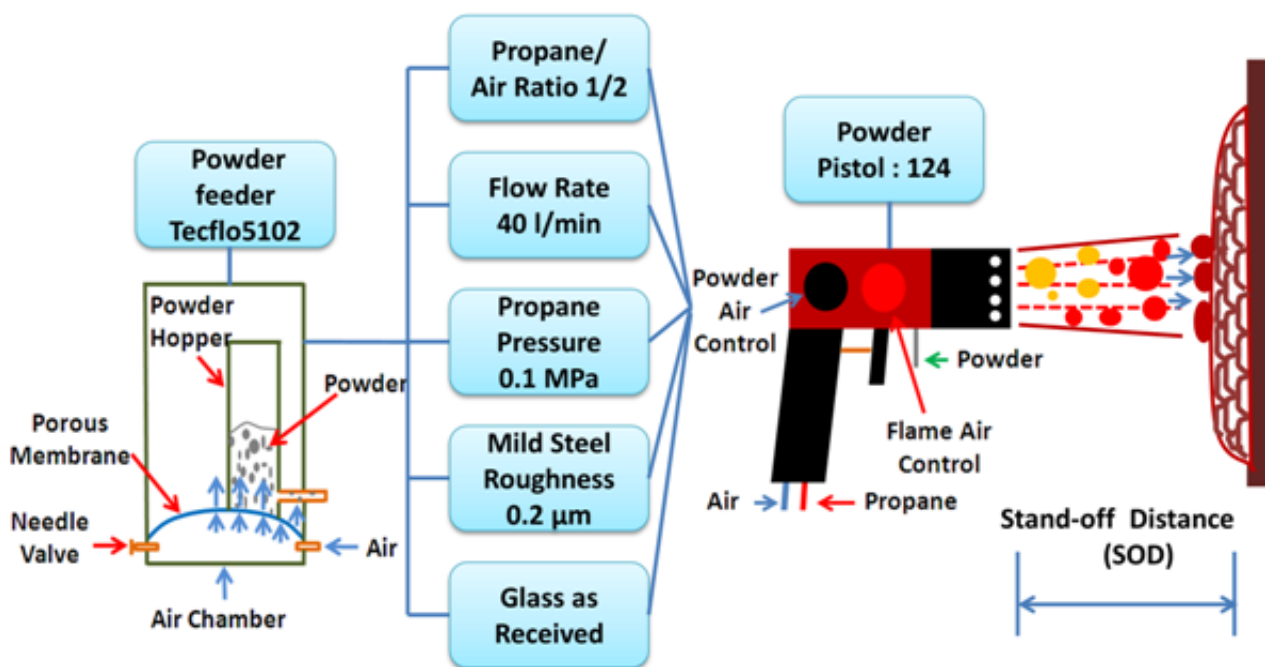 Powder
feeder
Tecflo5102
Powder
Hopper
Powder
Porous
Membrane
Needle
Valve
Air
Air Chamber
Propane/
Air Ratio 1/2
Flow Rate
40 l/min
Propane
Pressure
0.1 MPa
Mild Steel
Roughness
0.2 μm
Glass as
Received
Powder
Pistol : 124
Powder
Air
Control
Powder
Flame Air
Control
Air
Propane
Stand-off Distance
(SOD)